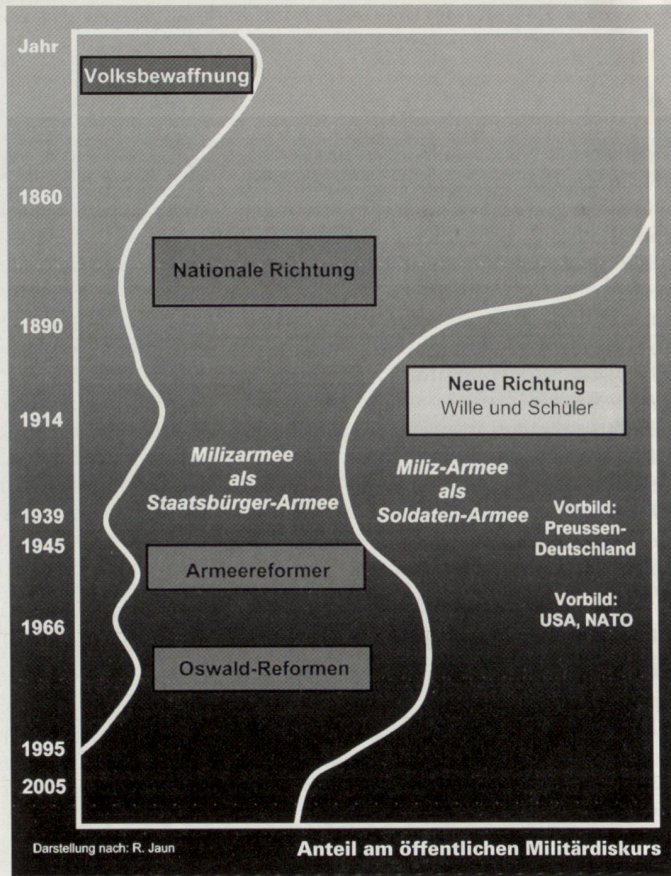 Jahr
Volksbewaffnung
1860
Nationale Richtung
1890
Neue Richtung
Wille und Schüler
1914
Milizarmee
als
Staatsbürger-Armee
Miliz-Armee
als
Soldaten-Armee
Vorbild:
Preussen-
Deutschland
1939
1945
Armeereformer
Vorbild:
USA, NATO
1966
Oswald-Reformen
1995
2005
Darstellung nach: R. Jaun
Anteil am öffentlichen Militärdiskurs